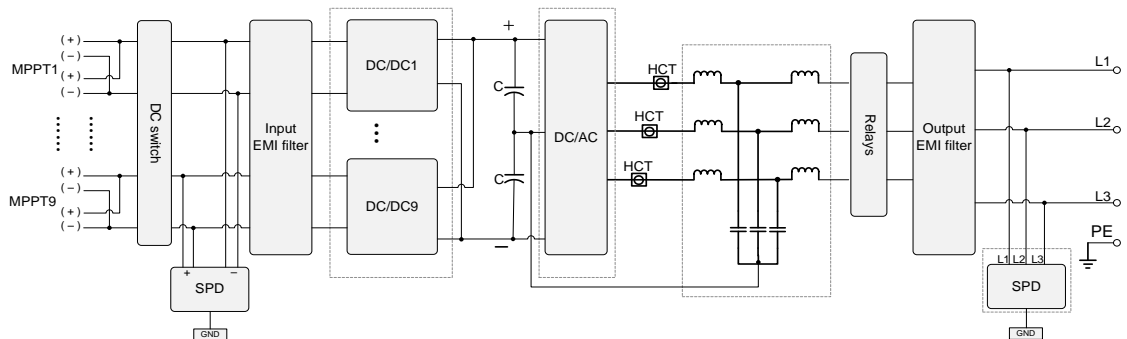 MPPT1
(+)
(−)
(+)
(−)
MPPT9
(+)
(−)
(+)
(−)
DC switch
+ −
SPD
GND
Input
EMI filter
DC/DC1
DC/DC9
+
C
C
−
DC/AC
HCT
HCT
HCT
Relays
Output
EMI filter
L1
L2
L3
PE
L1 L2 L3
SPD
GND